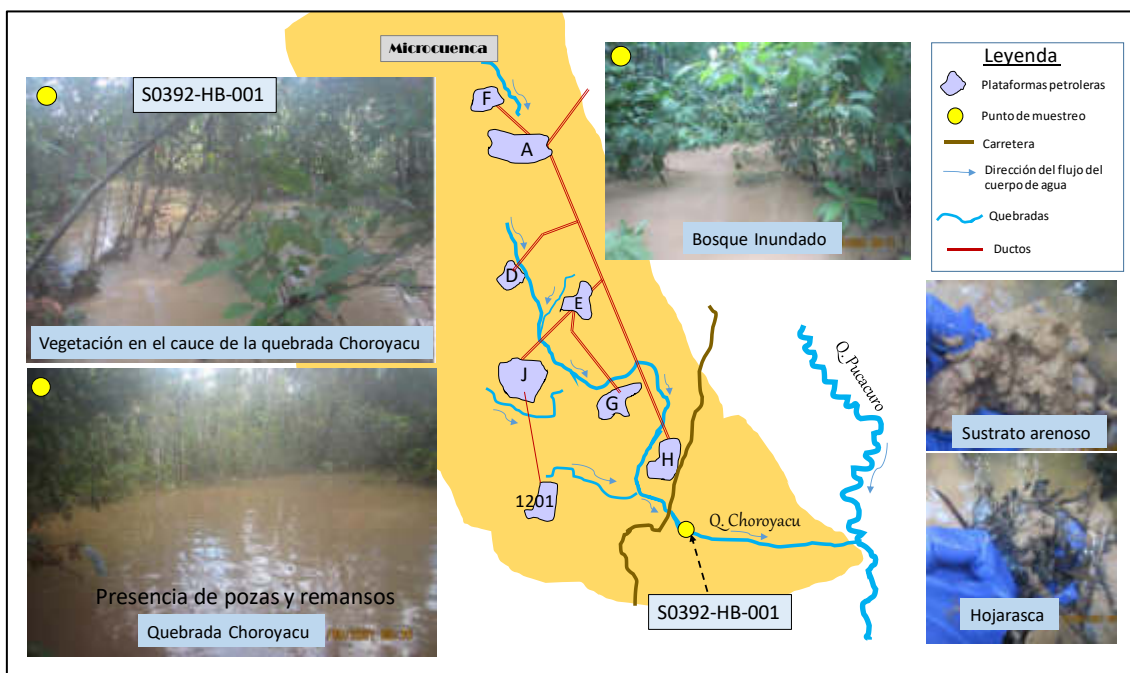 Microcuenca
S0392-HB-001
Vegetación en el cauce de la quebrada Choroyacu
Presencia de pozas y remansos
Quebrada Choroyacu
F
A
D
E
J
G
H
1201
Q. Choroyacu
Q. Pucacuro
S0392-HB-001
Bosque Inundado
Leyenda
Plataformas petroleras
Punto de muestreo
Carretera
Dirección del flujo del
cuerpo de agua
Quebradas
Ductos
Sustrato arenoso
Hojarasca